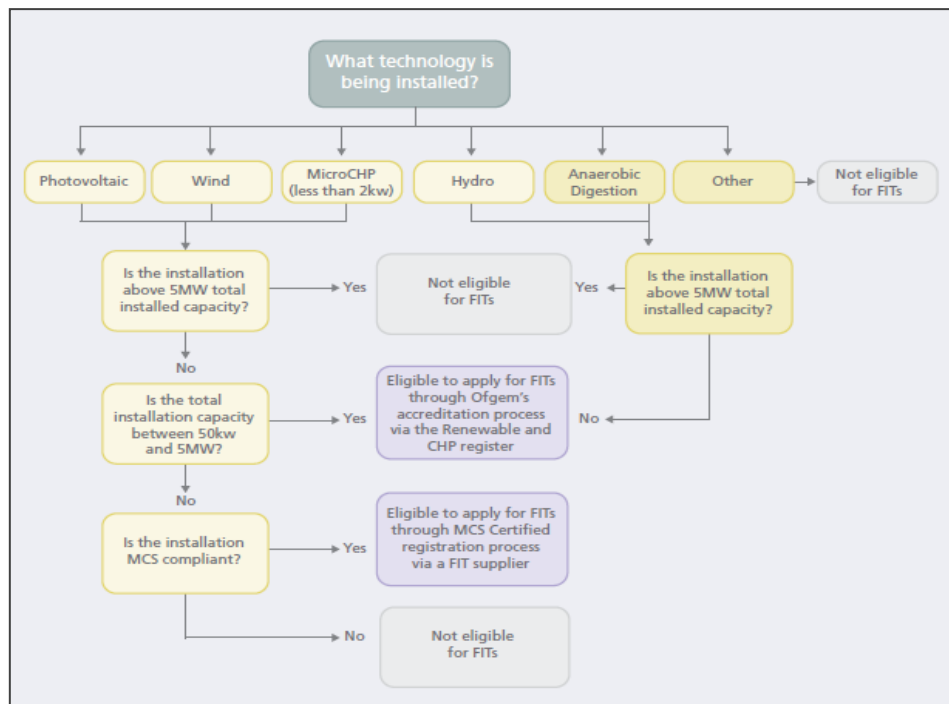 What technology is
being installed?
Photovoltaic
Wind
MicroCHP
(less than 2kw)
Hydro
Anaerobic
Digestion
Other
Not eligible
for FITs
Is the installation
above 5MW total
installed capacity?
Yes
Not eligible
for FITs
Yes
Is the installation
above 5MW total
installed capacity?
No
Is the total
installation capacity
between 50kw
and 5MW?
Yes
Eligible to apply for FITs
through Ofgem's
accreditation process
via the Renewable and
CHP register
No
No
Is the installation
MCS compliant?
Yes
Eligible to apply for FITs
through MCS Certified
registration process
via a FIT supplier
No
Not eligible
for FITs